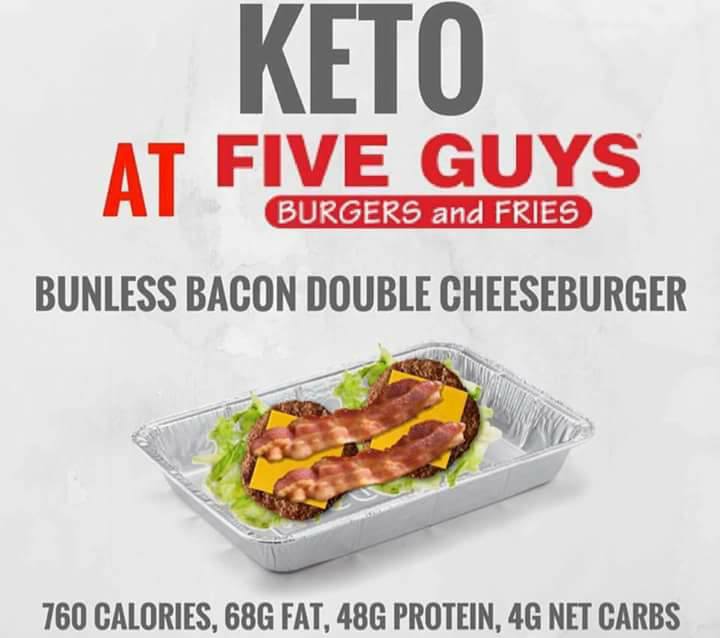 KETO
AT FIVE GUYS
BURGERS and FRIES
BUNLESS BACON DOUBLE CHEESEBURGER
760 CALORIES, 68G FAT, 48G PROTEIN, 4G NET CARBS